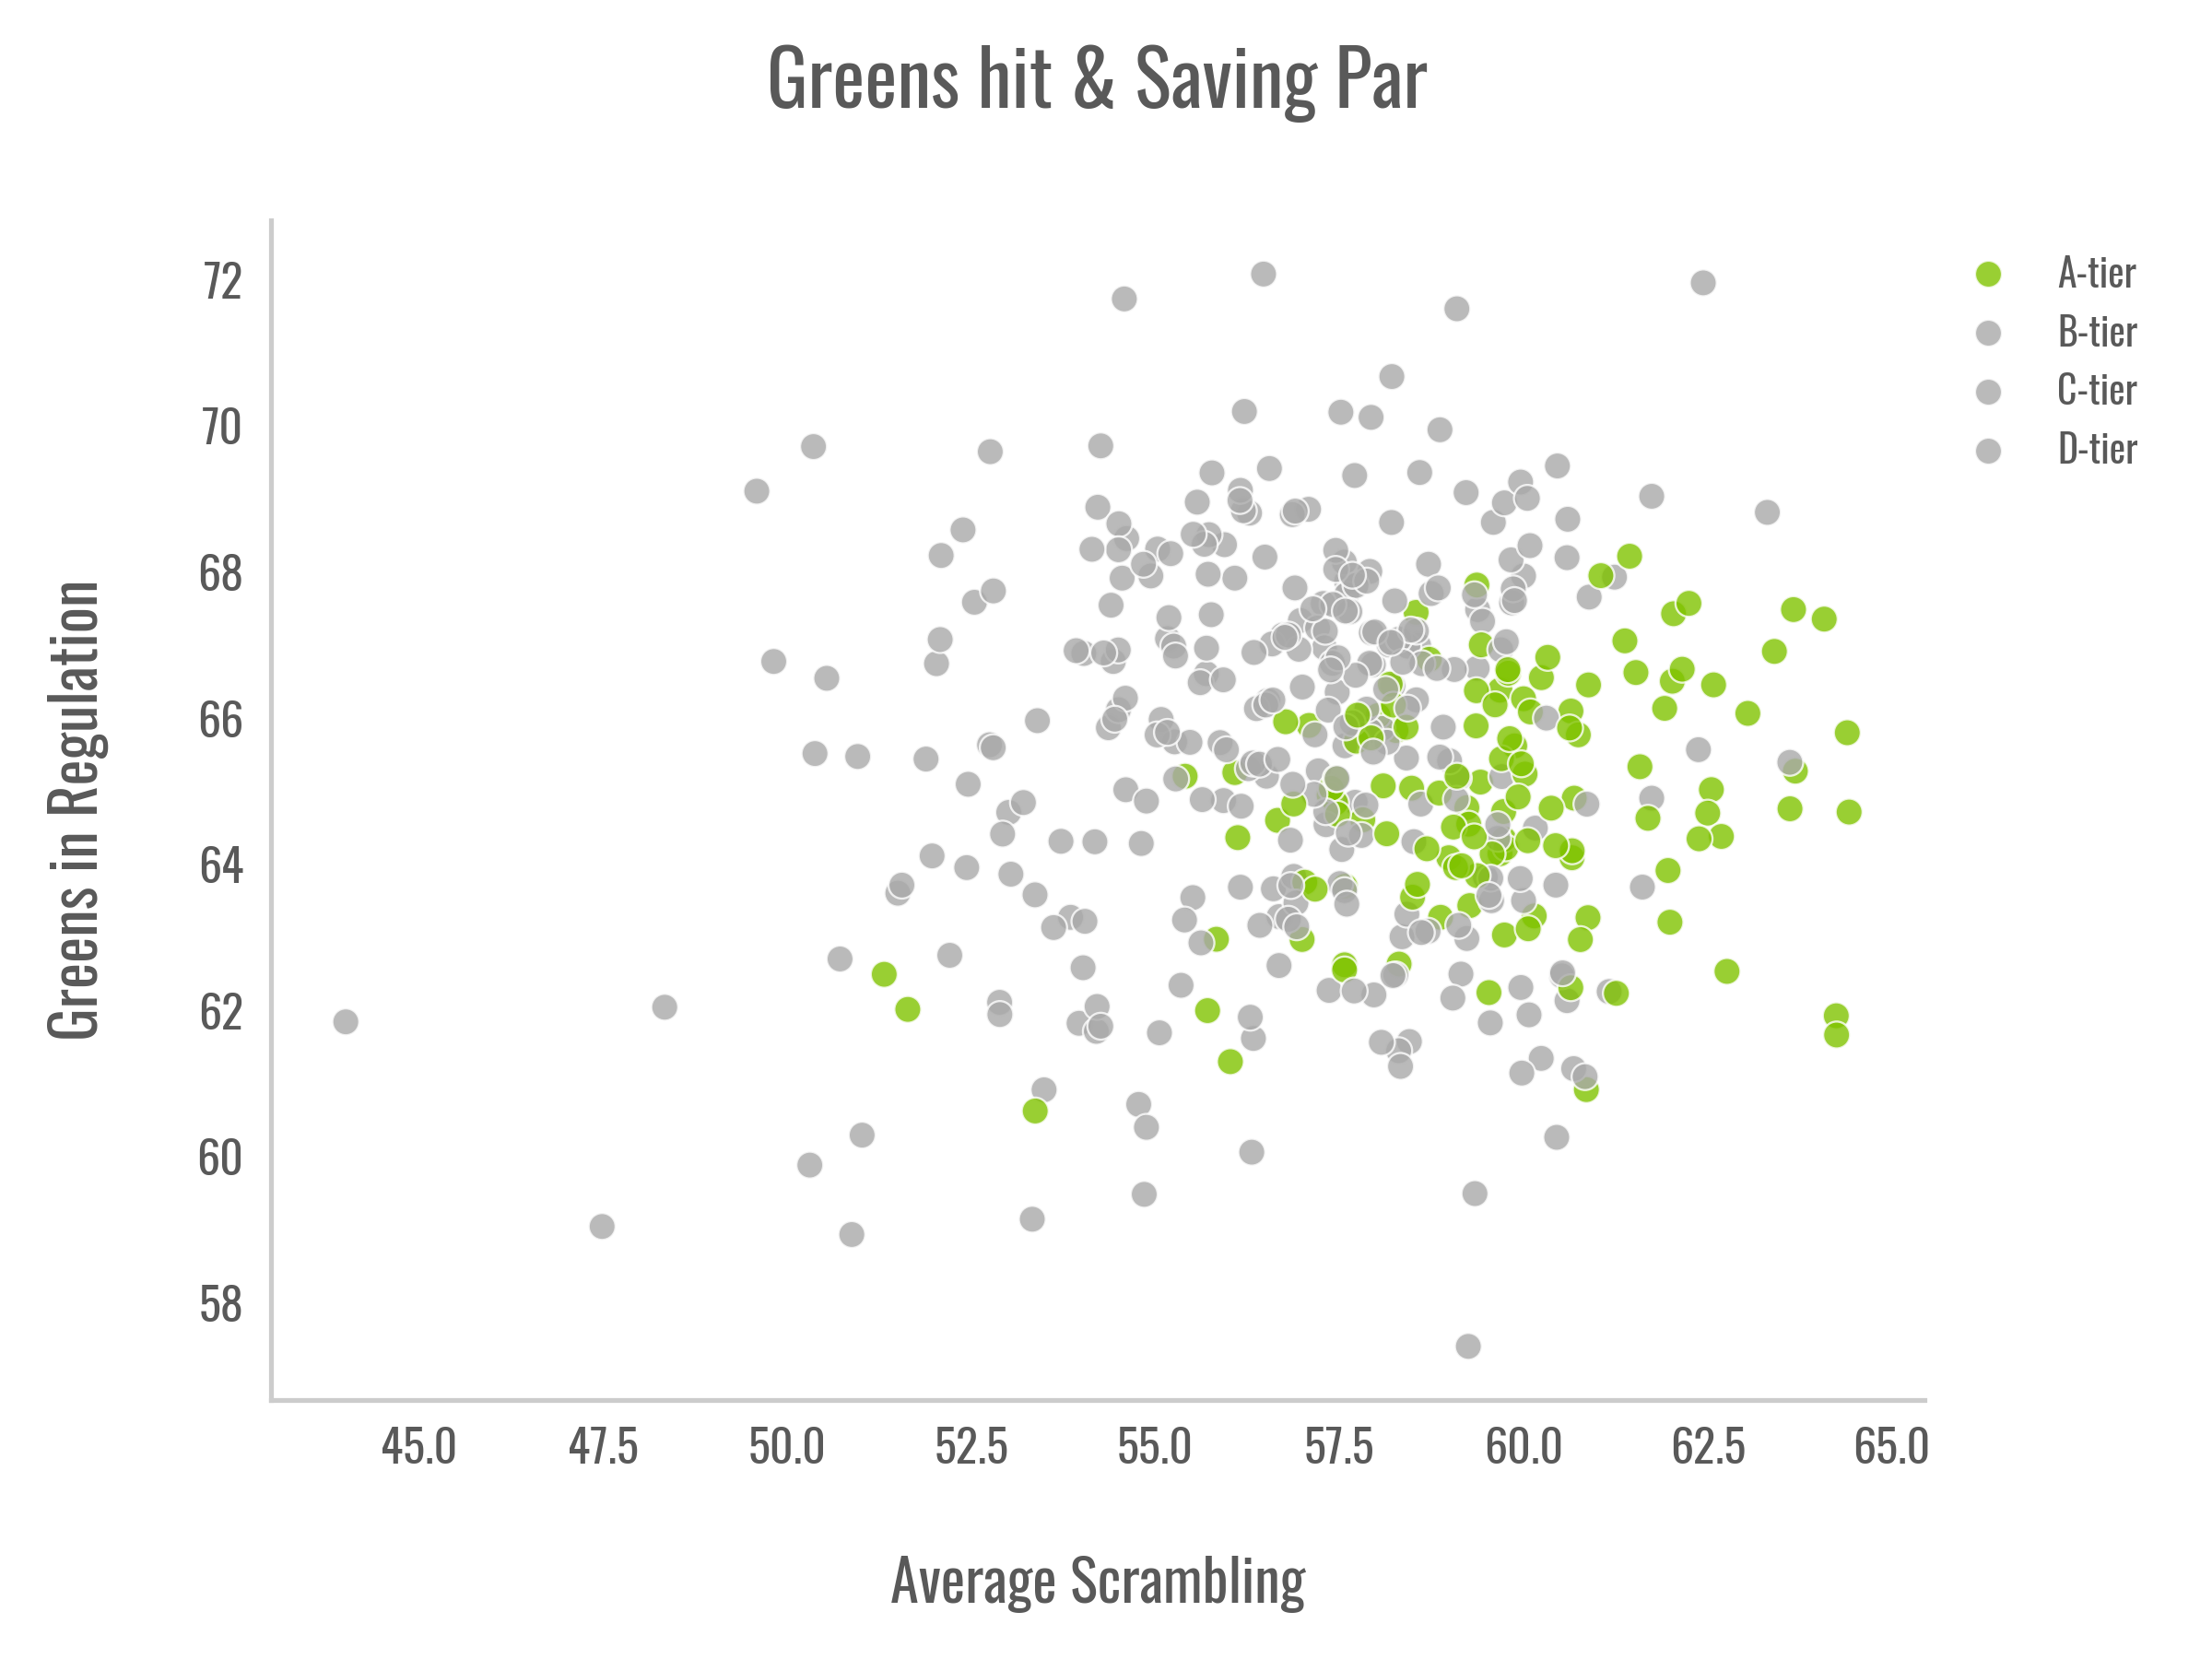 Greens hit & Saving Par
A-tier
B-tier
C-tier
D-tier
Greens in Regulation
72
70
68
66
64
62
60
58
45.0 47.5 50.0 52.5 55.0 57.5 60.0 62.5 65.0
Average Scrambling